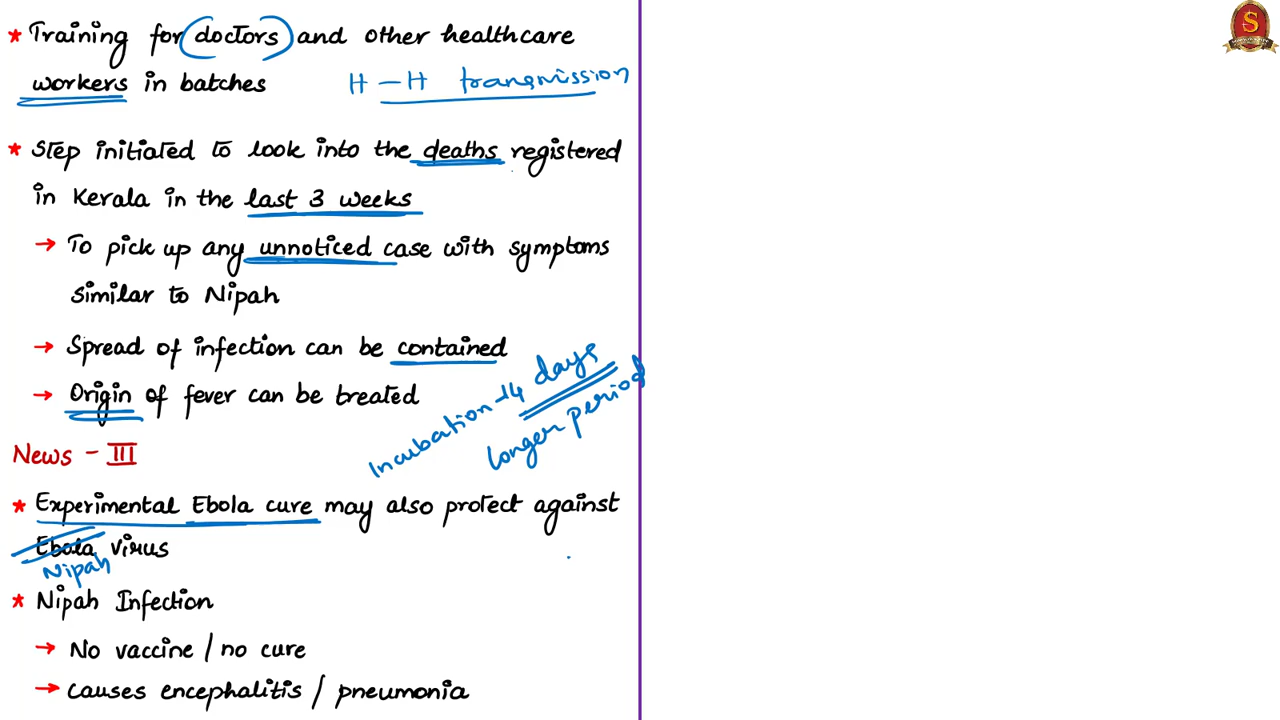 * Training for doctors and other healthcare
workers in batches H-H transmission
* Step initiated to look into the deaths registered
in Kerala in the last 3 weeks
→ To pick up any unnoticed case with symptoms
similar to Nipah
→ Spread of infection can be contained
→ Origin of fever can be treated
Incubation - 14 days
longer period
News - III
* Experimental Ebola cure may also protect against
Ebola virus
Nipah
* Nipah Infection
→ No vaccine / no cure
→ causes encephalitis / pneumonia
S